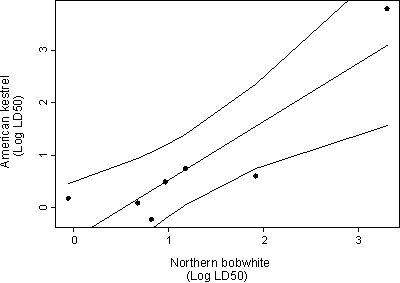 American kestrel
(Log LD50)
3
2
1
0
0 1 2 3
Northern bobwhite
(Log LD50)